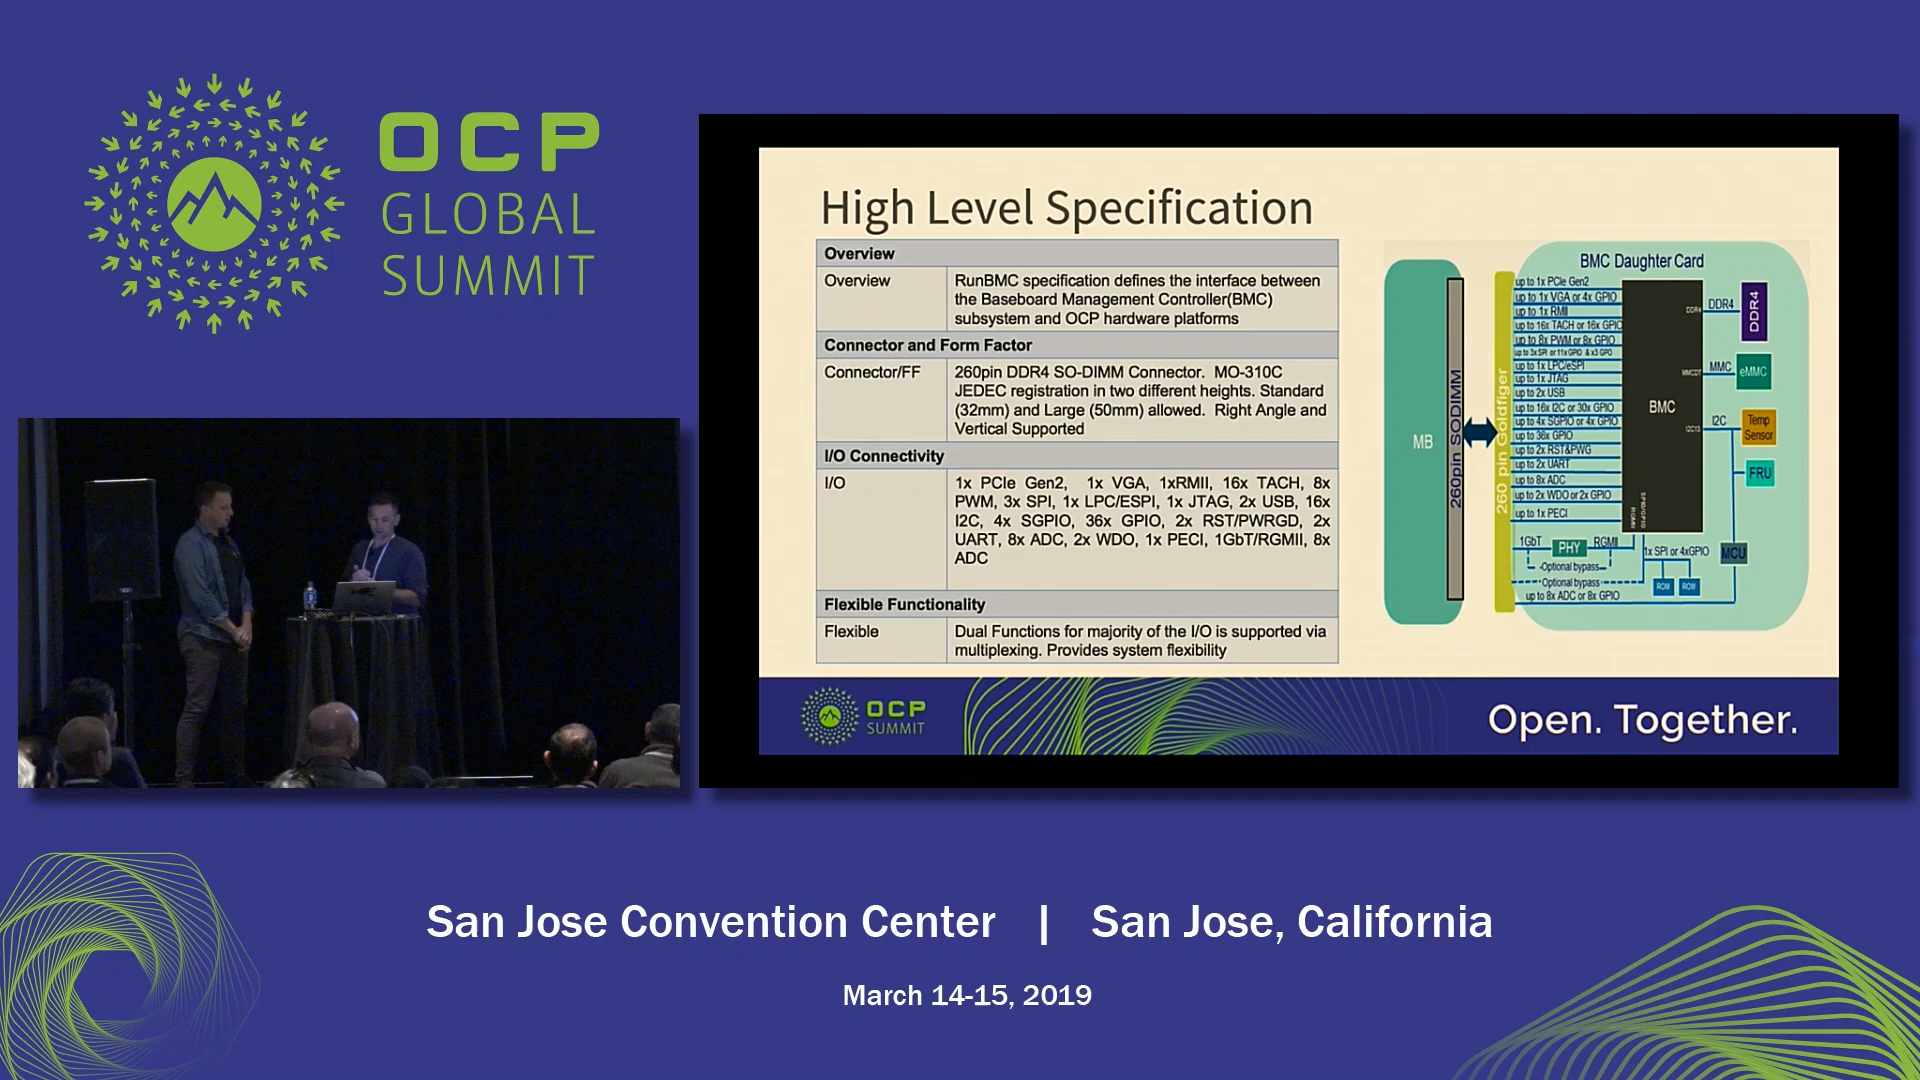 OCP
GLOBAL
SUMMIT
High Level Specification
Overview
Overview
RunBMC specification defines the interface between
the Baseboard Management Controller(BMC)
subsystem and OCP hardware platforms
Connector and Form Factor
Connector/FF
260pin DDR4 SO-DIMM Connector. MO-310C
JEDEC registration in two different heights. Standard
(32mm) and Large (50mm) allowed. Right Angle and
Vertical Supported
I/O Connectivity
I/O
1x PCIe Gen2, 1x VGA, 1xRMII, 16x TACH, 8x
PWM, 3x SPI, 1x LPC/ESPI, 1x JTAG, 2x USB, 16x
I2C, 4x SGPIO, 36x GPIO, 2x RST/PWRGD, 2x
UART, 8x ADC, 2x WDO, 1x PECI, 1GbT/RGMII, 8x
ADC
Flexible Functionality
Flexible
Dual Functions for majority of the I/O is supported via
multiplexing. Provides system flexibility
BMC Daughter Card
MB
260pin SODIMM
260 pin Goldfiger
up to 1x PCIe Gen2
up to 1x VGA or 4x GPIO
up to 1x RMII
up to 16x TACH or 16x GPIO
up to 8x PWM or 8x GPIO
up to 3x SPI or 11x GPIO & x3 GPO
up to 1x LPC/eSPI
up to 1x JTAG
up to 2x USB
up to 16x I2C or 30x GPIO
up to 4x SGPIO or 4x GPIO
up to 36x GPIO
up to 2x RST&PWG
up to 2x UART
up to 8x ADC
up to 2x WDO or 2x GPIO
up to 1x PECI
BMC
DDR4
DDR4
DDR4
MMC
eMMC
I2C
Temp
Sensor
FRU
RGMII
1GbT
PHY
RGMII
1x SPI or 4xGPIO
MCU
Optional bypass
Optional bypass
ROM
ROM
up to 8x ADC or 8x GPIO
OCP
SUMMIT
Open. Together.
San Jose Convention Center | San Jose, California
March 14-15, 2019